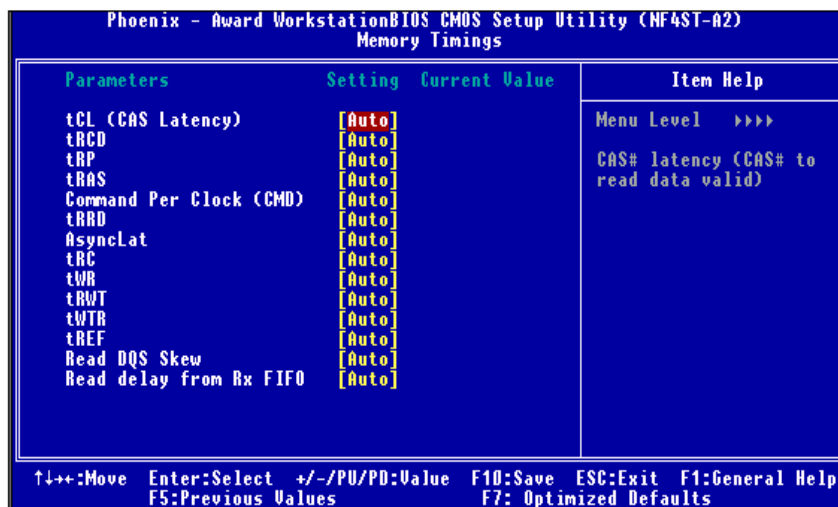 Phoenix - Award WorkstationBIOS CMOS Setup Utility (NF4ST-A2)
Memory Timings
Parameters Setting Current Value
tCL (CAS Latency) [Auto]
tRCD [Auto]
tRP [Auto]
tRAS [Auto]
Command Per Clock (CMD) [Auto]
tRRD [Auto]
AsyncLat [Auto]
tRC [Auto]
tWR [Auto]
tRWT [Auto]
tWTR [Auto]
tREF [Auto]
Read DQS Skew [Auto]
Read delay from Rx FIFO [Auto]
Item Help
Menu Level ►►►►
CAS# latency (CAS# to
read data valid)
↑↓→←:Move Enter:Select +/-/PU/PD:Value F10:Save ESC:Exit F1:General Help
F5:Previous Values F7: Optimized Defaults